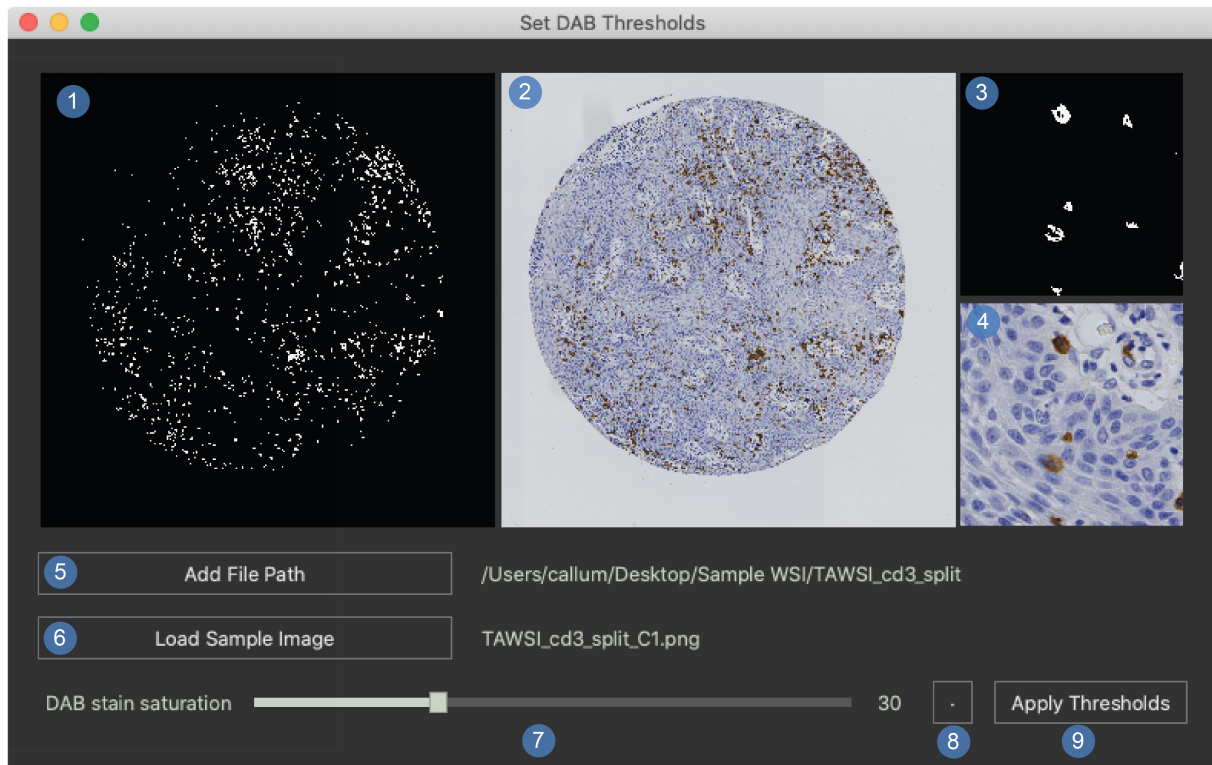 Set DAB Thresholds
1
2
3
4
5 Add File Path /Users/callum/Desktop/Sample WSI/TAWSI_cd3_split
6 Load Sample Image TAWSI_cd3_split_C1.png
DAB stain saturation 30 . Apply Thresholds
7 8 9